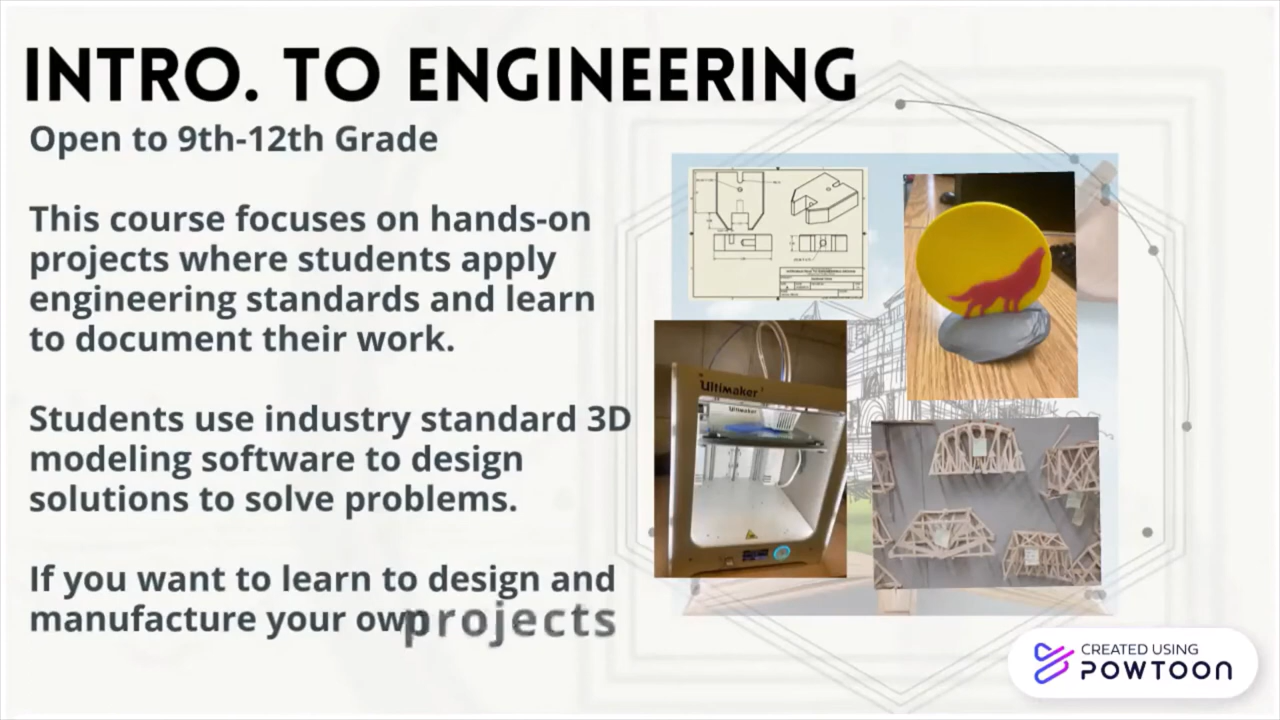 INTRO. TO ENGINEERING
Open to 9th-12th Grade
This course focuses on hands-on
projects where students apply
engineering standards and learn
to document their work.
Students use industry standard 3D
modeling software to design
solutions to solve problems.
If you want to learn to design and
manufacture your own projects
Ultimaker
Ultimaker
CREATED USING
POWTOON